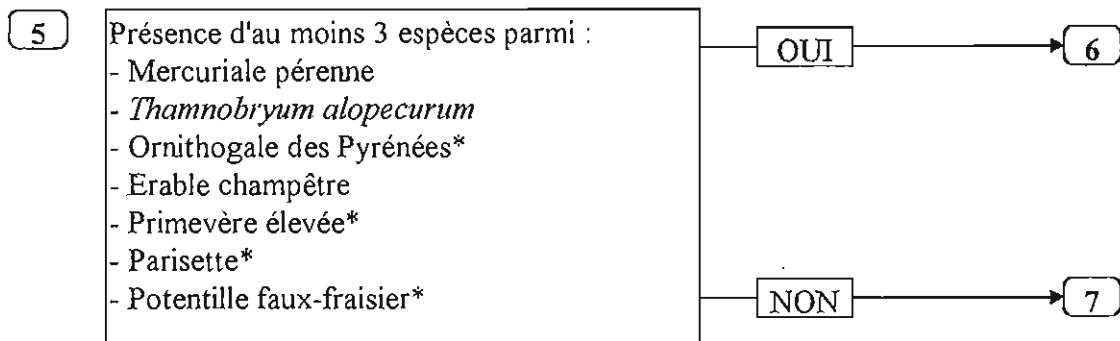 5
Présence d'au moins 3 espèces parmi :
- Mercuriale pérenne
- Thamnobryum alopecurum
- Ornithogale des Pyrénées*
- Erable champêtre
- Primevère élevée*
- Parisette*
- Potentille faux-fraisier*
OUI
6
NON
7